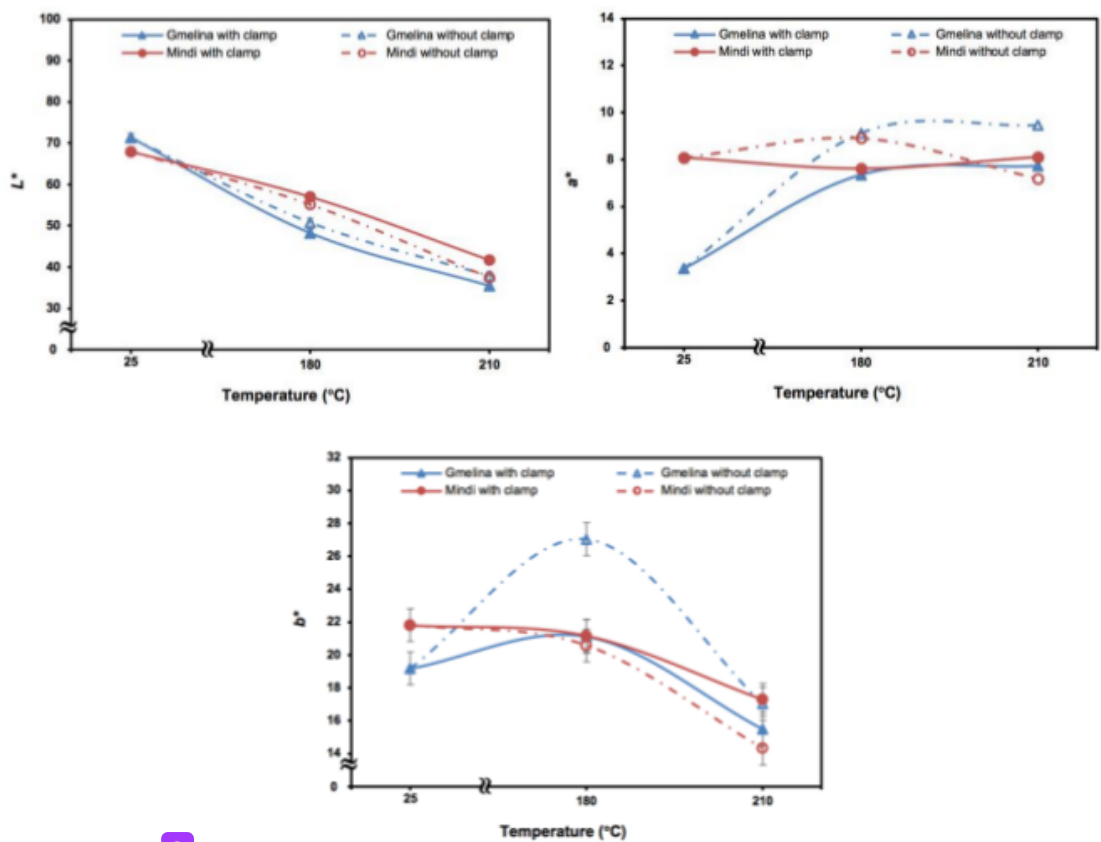 Gmelina with clamp
Gmelina without clamp
Mindi with clamp
Mindi without clamp
100
90
80
70
60
50
40
30
0
L*
25
180
210
Temperature (°C)
Gmelina with clamp
Gmelina without clamp
Mindi with clamp
Mindi without clamp
14
12
10
8
6
4
2
0
a*
25
180
210
Temperature (°C)
Gmelina with clamp
Gmelina without clamp
Mindi with clamp
Mindi without clamp
32
30
28
26
24
22
20
18
16
14
0
b*
25
180
210
Temperature (°C)